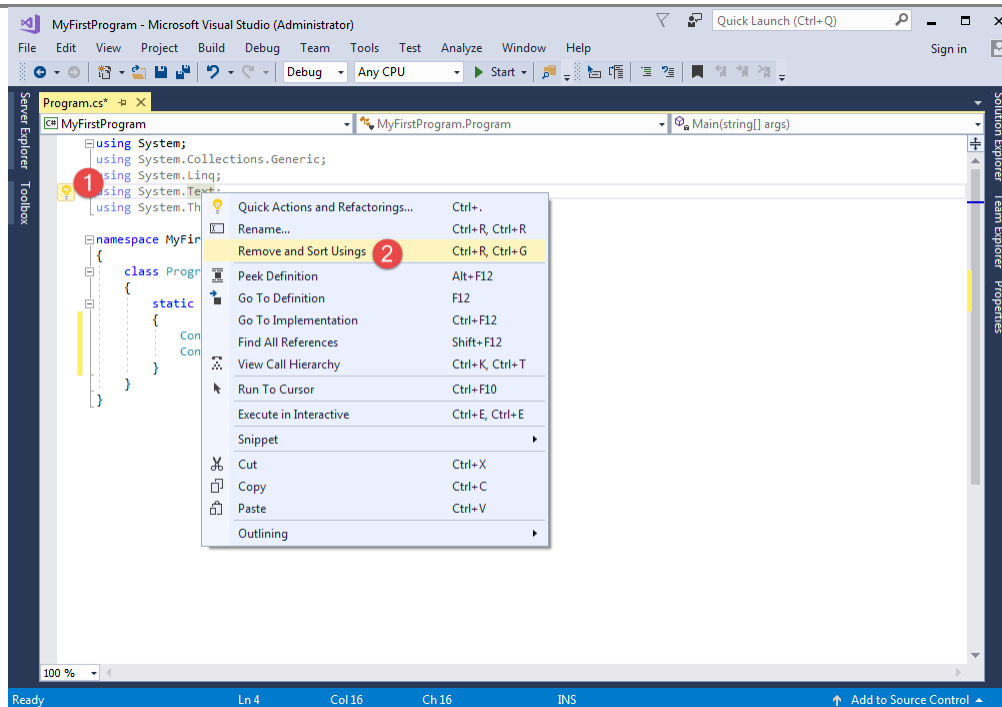 MyFirstProgram - Microsoft Visual Studio (Administrator)
Quick Launch (Ctrl+Q)
File Edit View Project Build Debug Team Tools Test Analyze Window Help
Sign in
Debug Any CPU Start
Server Explorer
Toolbox
Program.cs*
C# MyFirstProgram
MyFirstProgram.Program
Main(string[] args)
using System;
using System.Collections.Generic;
using System.Linq;
1
using System.Text;
using System.Th
namespace MyFir
{
class Progr
{
static
{
Con
Con
}
}
}
Quick Actions and Refactorings... Ctrl+.
Rename... Ctrl+R, Ctrl+R
Remove and Sort Usings 2 Ctrl+R, Ctrl+G
Peek Definition Alt+F12
Go To Definition F12
Go To Implementation Ctrl+F12
Find All References Shift+F12
View Call Hierarchy Ctrl+K, Ctrl+T
Run To Cursor Ctrl+F10
Execute in Interactive Ctrl+E, Ctrl+E
Snippet
Cut Ctrl+X
Copy Ctrl+C
Paste Ctrl+V
Outlining
Solution Explorer
Team Explorer
Properties
100 %
Ready Ln 4 Col 16 Ch 16 INS Add to Source Control